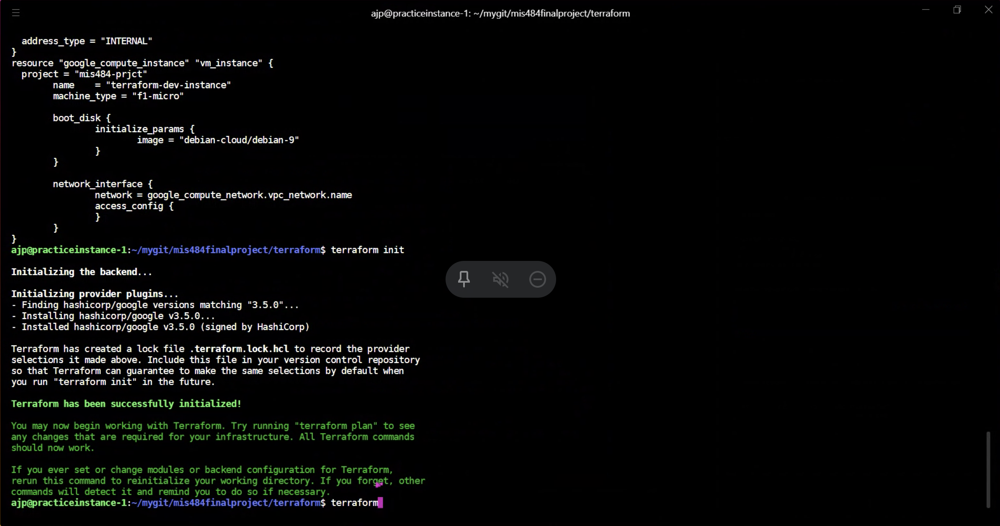 ajp@practiceinstance-1: ~/mygit/mis484finalproject/terraform
  address_type = "INTERNAL"
}
resource "google_compute_instance" "vm_instance" {
  project = "mis484-prjct"
        name    = "terraform-dev-instance"
        machine_type = "f1-micro"

        boot_disk {
                initialize_params {
                        image = "debian-cloud/debian-9"
                }
        }

        network_interface {
                network = google_compute_network.vpc_network.name
                access_config {
                }
        }
}
ajp@practiceinstance-1:~/mygit/mis484finalproject/terraform$ terraform init

Initializing the backend...

Initializing provider plugins...
- Finding hashicorp/google versions matching "3.5.0"...
- Installing hashicorp/google v3.5.0...
- Installed hashicorp/google v3.5.0 (signed by HashiCorp)

Terraform has created a lock file .terraform.lock.hcl to record the provider
selections it made above. Include this file in your version control repository
so that Terraform can guarantee to make the same selections by default when
you run "terraform init" in the future.

Terraform has been successfully initialized!

You may now begin working with Terraform. Try running "terraform plan" to see
any changes that are required for your infrastructure. All Terraform commands
should now work.

If you ever set or change modules or backend configuration for Terraform,
rerun this command to reinitialize your working directory. If you forget, other
commands will detect it and remind you to do so if necessary.
ajp@practiceinstance-1:~/mygit/mis484finalproject/terraform$ terraform